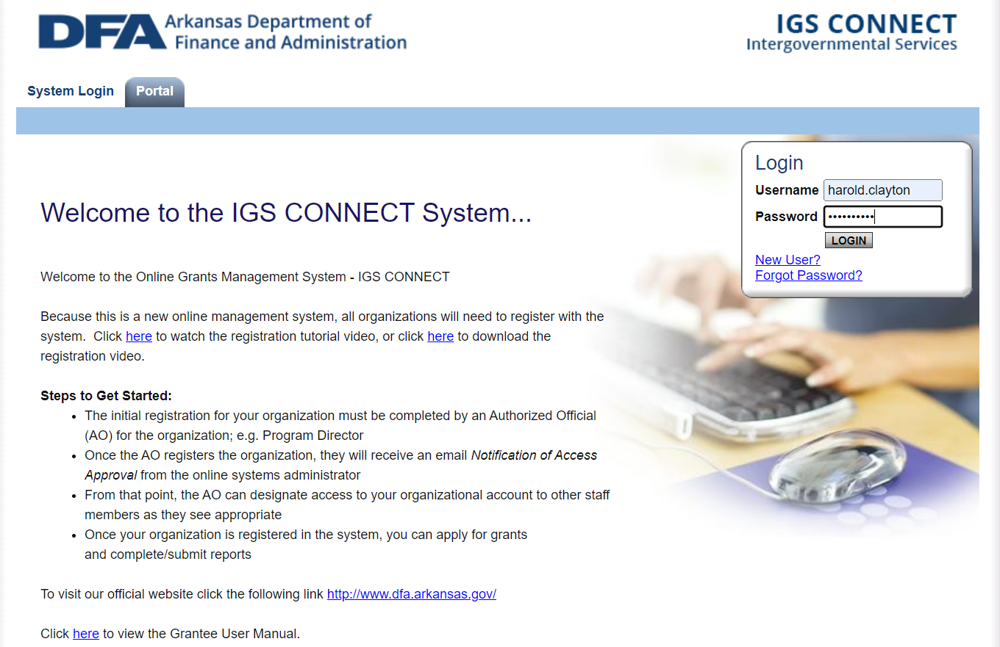 DFA Arkansas Department of
Finance and Administration
IGS CONNECT
Intergovernmental Services
System Login Portal
Login
Username harold.clayton
Password ••••••••••
LOGIN
New User?
Forgot Password?
Welcome to the IGS CONNECT System...
Welcome to the Online Grants Management System - IGS CONNECT
Because this is a new online management system, all organizations will need to register with the
system. Click here to watch the registration tutorial video, or click here to download the
registration video.
Steps to Get Started:
• The initial registration for your organization must be completed by an Authorized Official
(AO) for the organization; e.g. Program Director
• Once the AO registers the organization, they will receive an email Notification of Access
Approval from the online systems administrator
• From that point, the AO can designate access to your organizational account to other staff
members as they see appropriate
• Once your organization is registered in the system, you can apply for grants
and complete/submit reports
To visit our official website click the following link http://www.dfa.arkansas.gov/
Click here to view the Grantee User Manual.